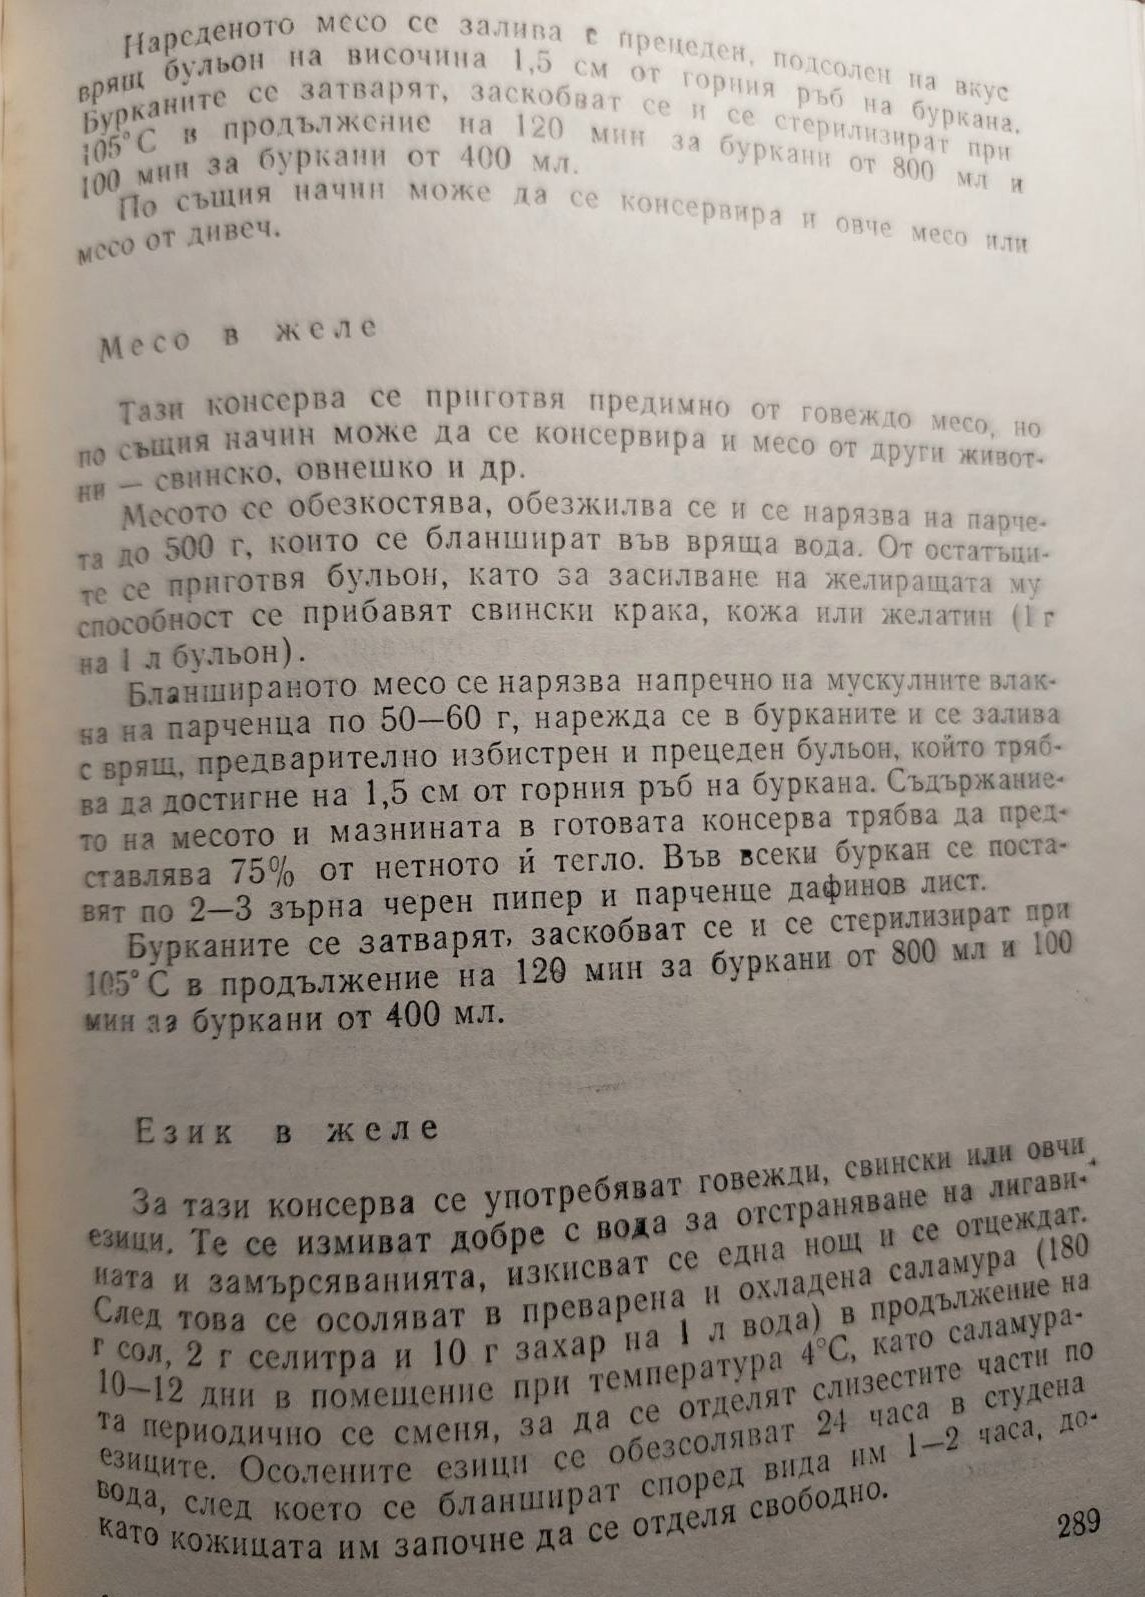 Нареденото месо се залива с прецеден, подсолен на вкус
врящ бульон на височина 1,5 см от горния ръб на буркана.
Бурканите се затварят, заскобват се и се стерилизират при
105°С в продължение на 120 мин за буркани от 800 мл и
100 мин за буркани от 400 мл.
По същия начин може да се консервира и овче месо или
месо от дивеч.
Месо в желе
Тази консерва се приготвя предимно от говеждо месо, но
по същия начин може да се консервира и месо от други живот-
ни — свинско, овнешко и др.
Месото се обезкостява, обезжилва се и се нарязва на парче-
та до 500 г, които се бланшират във вряща вода. От остатъци-
те се приготвя бульон, като за засилване на желиращата му
способност се прибавят свински крака, кожа или желатин (1 г
на 1 л бульон).
Бланшираното месо се нарязва напречно на мускулните влак-
на на парченца по 50—60 г, нарежда се в бурканите и се залива
с врящ, предварително избистрен и прецеден бульон, който тряб-
ва да достигне на 1,5 см от горния ръб на буркана. Съдържание-
то на месото и мазнината в готовата консерва трябва да пред-
ставлява 75% от нетното ѝ тегло. Във всеки буркан се поста-
вят по 2—3 зърна черен пипер и парченце дафинов лист.
Бурканите се затварят, заскобват се и се стерилизират при
105°С в продължение на 120 мин за буркани от 800 мл и 100
мин за буркани от 400 мл.
Език в желе
За тази консерва се употребяват говежди, свински или овчи
езици. Те се измиват добре с вода за отстраняване на лигави-
ната и замърсяванията, изкисват се една нощ и се отцеждат.
След това се осоляват в преварена и охладена саламура (180
г сол, 2 г селитра и 10 г захар на 1 л вода) в продължение на
10—12 дни в помещение при температура 4°С, като саламура-
та периодично се сменя, за да се отделят слизестите части по
езиците. Осолените езици се обезсоляват 24 часа в студена
вода, след което се бланшират според вида им 1—2 часа, до-
като кожицата им започне да се отделя свободно.
289